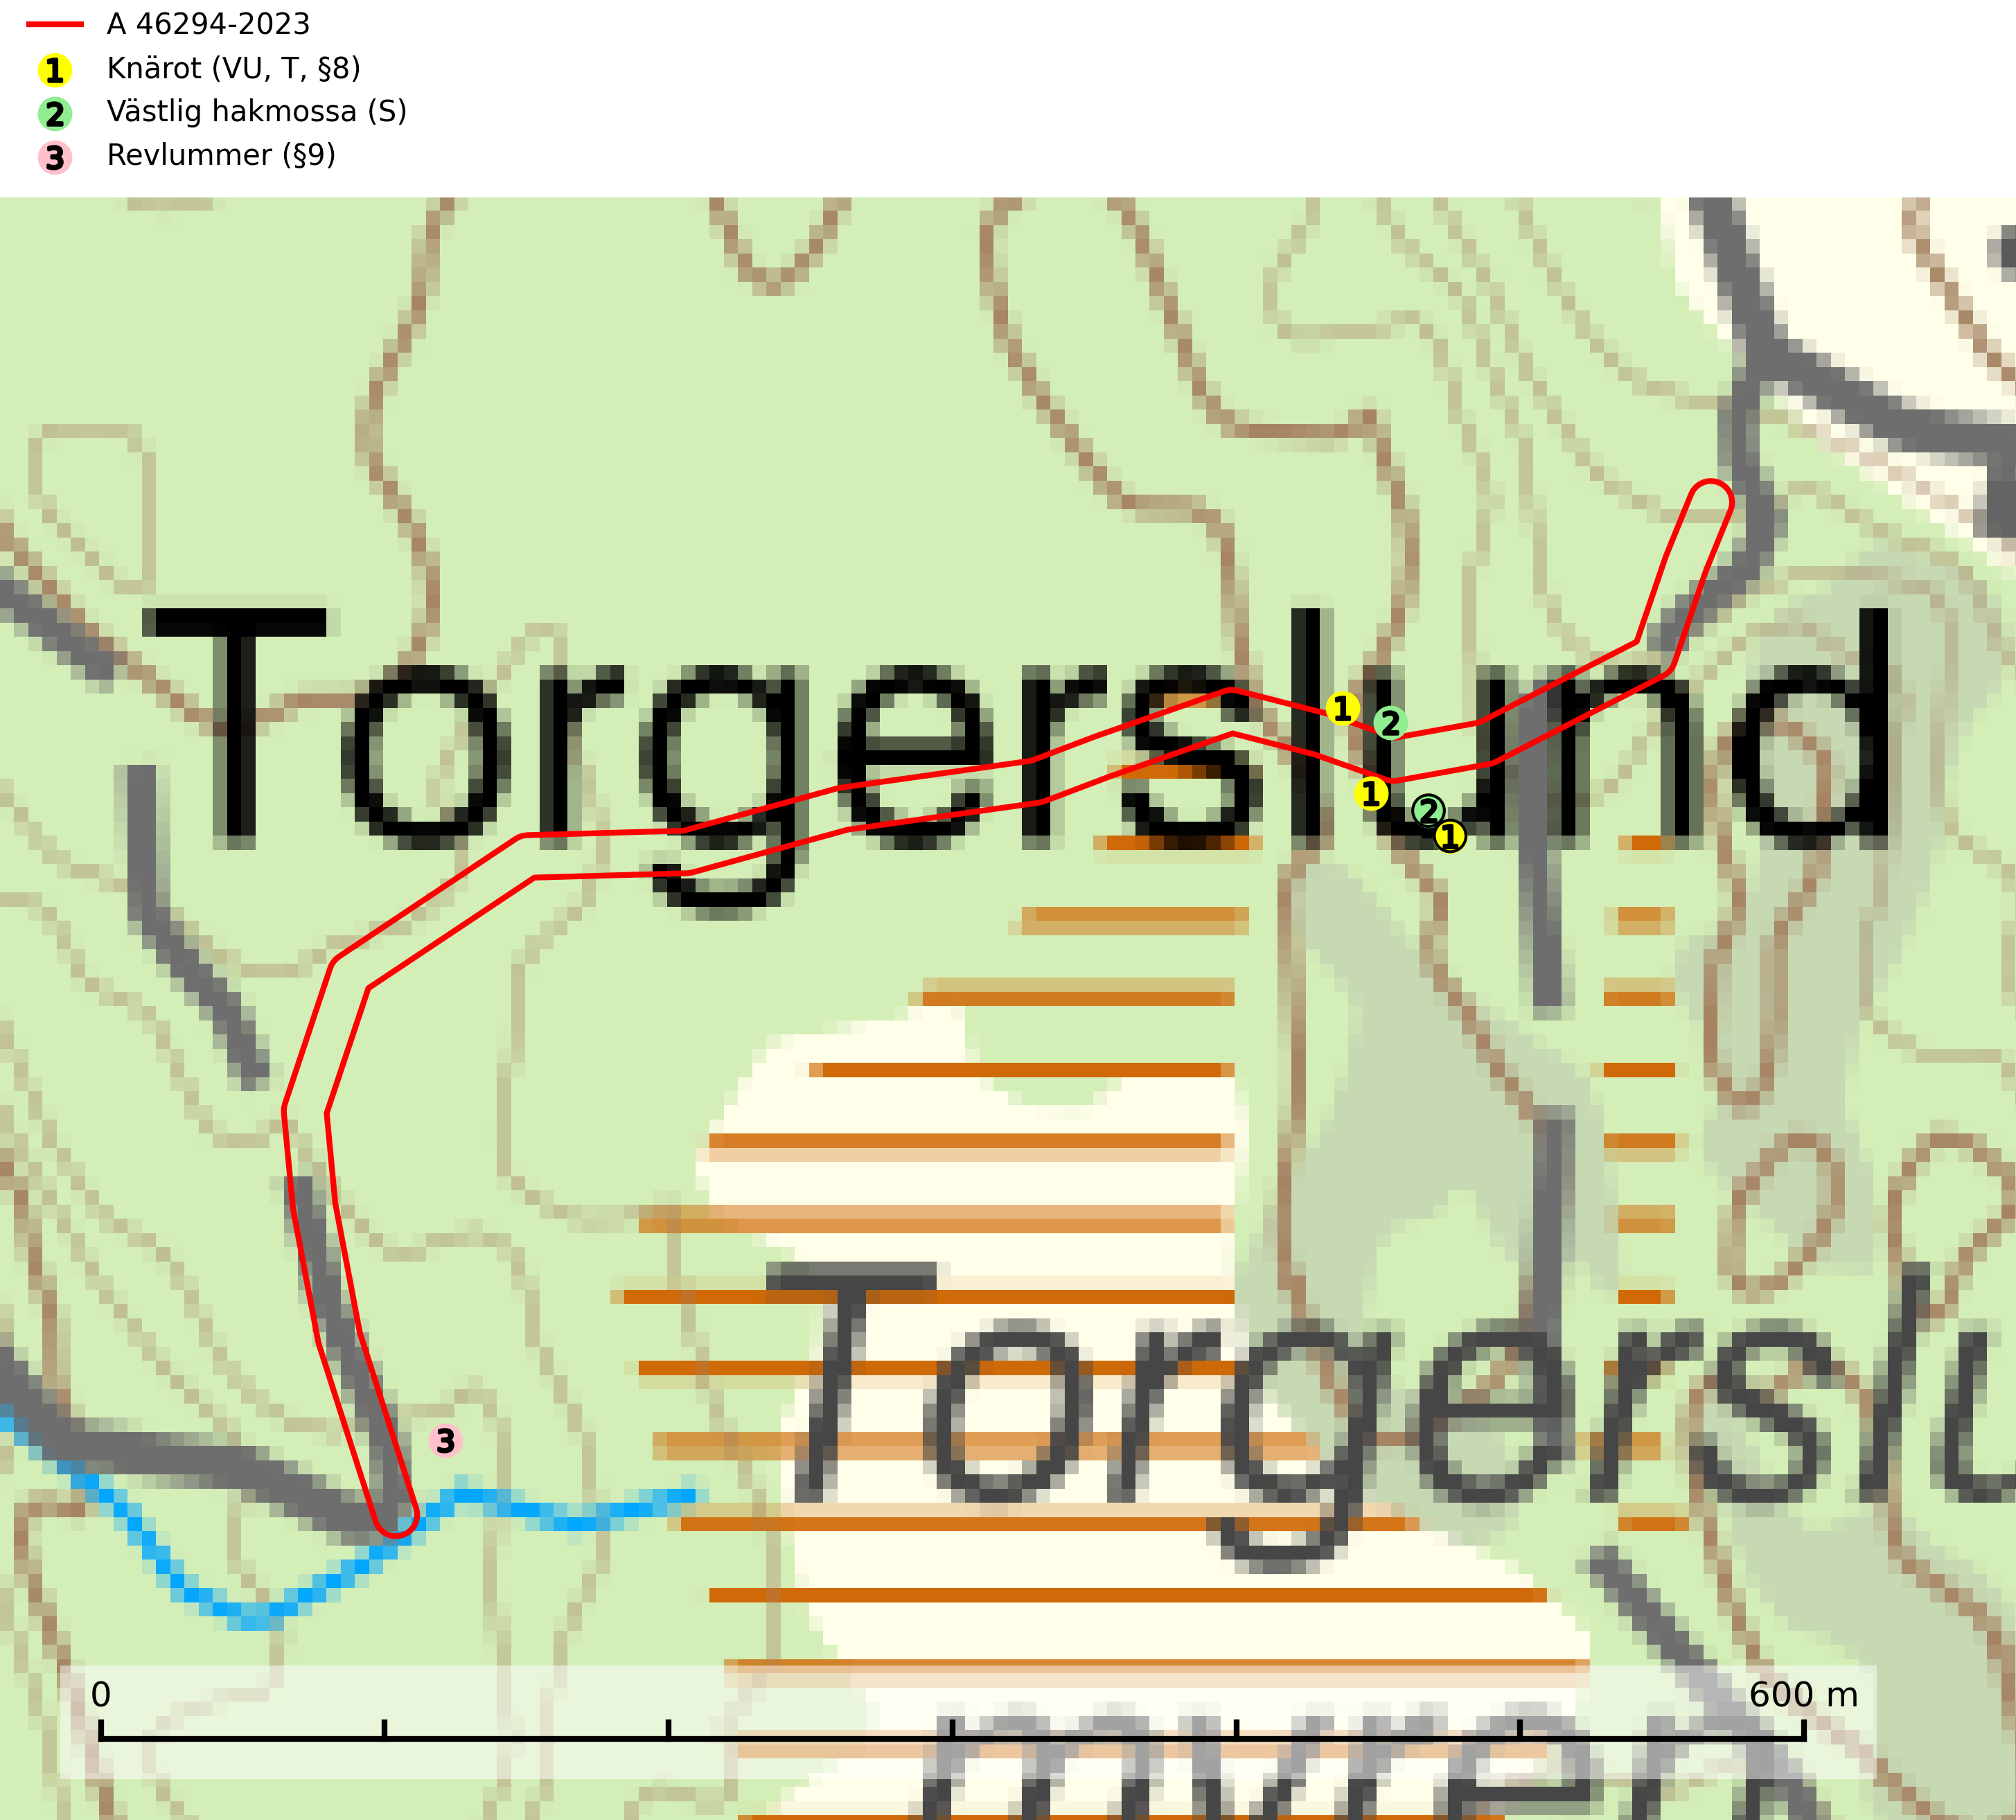 A 46294-2023
1 Knärot (VU, T, §8)
2 Västlig hakmossa (S)
3 Revlummer (§9)
Torgerslund
1
2
1
2
1
Torgerslu
3
0
600 m